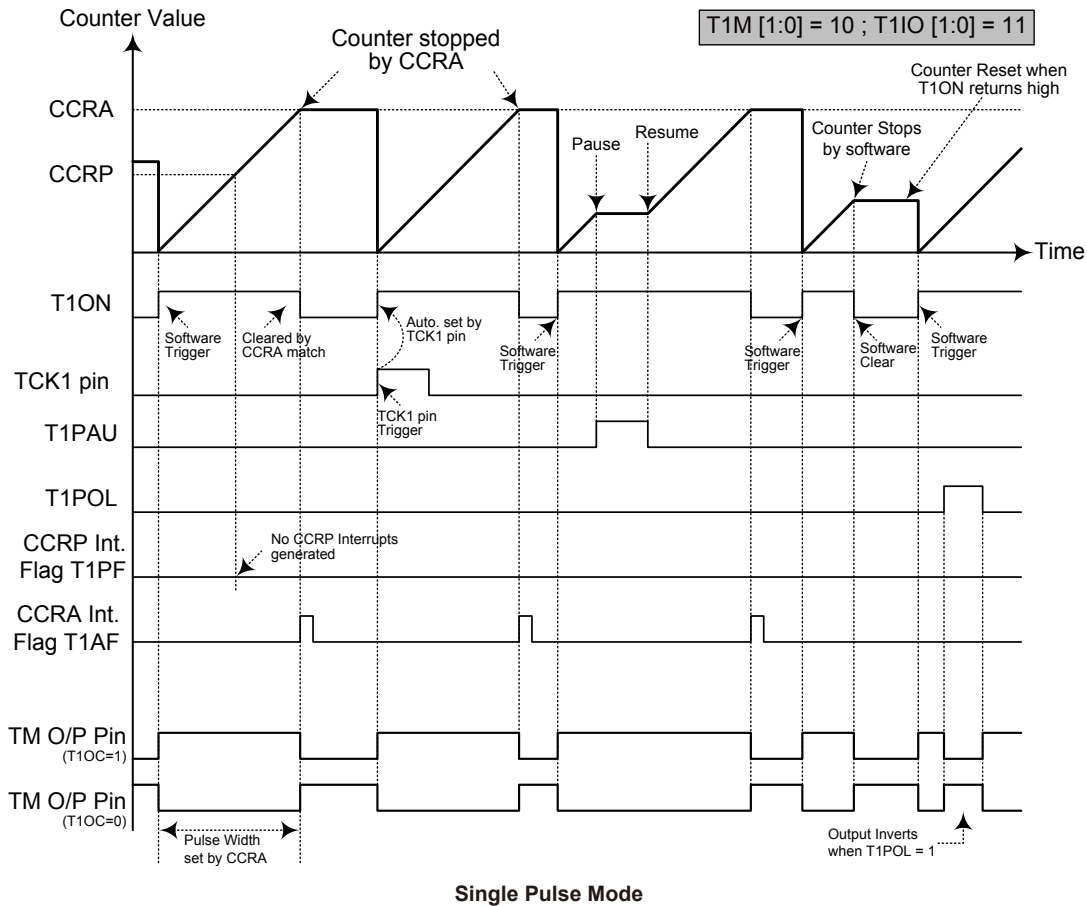 Counter Value
T1M [1:0] = 10 ; T1IO [1:0] = 11
Counter stopped
by CCRA
Counter Reset when
T1ON returns high
CCRA
Pause
Resume
Counter Stops
by software
CCRP
Time
T1ON
Software
Trigger
Cleared by
CCRA match
Auto. set by
TCK1 pin
Software
Trigger
Software
Trigger
Software
Clear
Software
Trigger
TCK1 pin
TCK1 pin
Trigger
T1PAU
T1POL
CCRP Int.
Flag T1PF
No CCRP Interrupts
generated
CCRA Int.
Flag T1AF
TM O/P Pin
(T1OC=1)
TM O/P Pin
(T1OC=0)
Pulse Width
set by CCRA
Output Inverts
when T1POL = 1
Single Pulse Mode